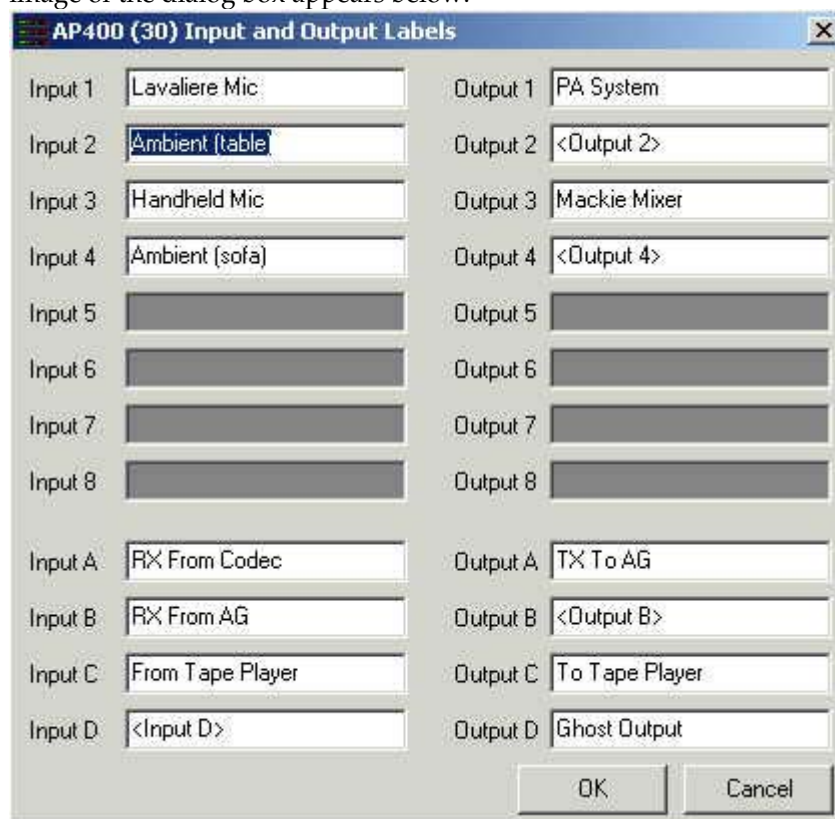 image of the dialog box appears below.
AP400 (30) Input and Output Labels
Input 1 Lavaliere Mic Output 1 PA System
Input 2 Ambient (table) Output 2 <Output 2>
Input 3 Handheld Mic Output 3 Mackie Mixer
Input 4 Ambient (sofa) Output 4 <Output 4>
Input 5 Output 5
Input 6 Output 6
Input 7 Output 7
Input 8 Output 8
Input A RX From Codec Output A TX To AG
Input B RX From AG Output B <Output B>
Input C From Tape Player Output C To Tape Player
Input D <Input D> Output D Ghost Output
OK Cancel